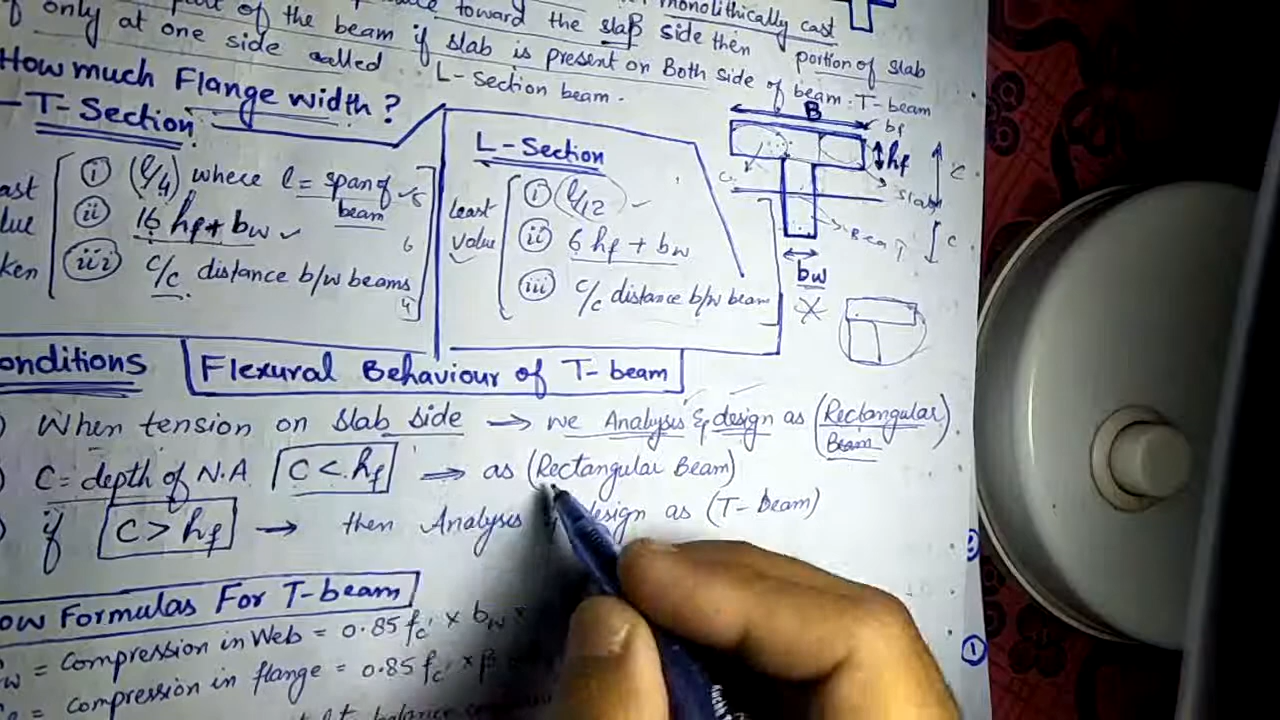 part of the beam if slab is present on Both side of beam: T-beam
toward the slab side then
monolithically cast
portion of slab
if only at one side called
L-Section beam.
How much Flange width?
-T-Section
(i) (l/4) where l = span of beam
(ii) 16 hf + bw
(iii) c/c distance b/w beams
L-Section
Least value
(i) l/12
(ii) 6 hf + bw
(iii) c/c distance b/w beam
B
bf
hf
C
Slab
C
Beam
bw
onditions
Flexural Behaviour of T-beam
When tension on slab side → we Analysis & design as (Rectangular Beam)
C = depth of N.A C < hf ⇒ as (Rectangular Beam)
if C > hf → then Analysis design as (T-beam)
ow Formulas For T-beam
w = Compression in Web = 0.85 fc' x bw x
= compression in flange = 0.85 fc' x β